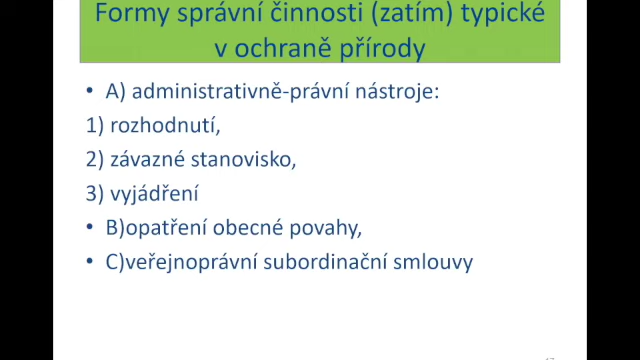 Formy správní činnosti (zatím) typické
v ochraně přírody
• A) administrativně-právní nástroje:
1) rozhodnutí,
2) závazné stanovisko,
3) vyjádření
• B)opatření obecné povahy,
• C)veřejnoprávní subordinační smlouvy